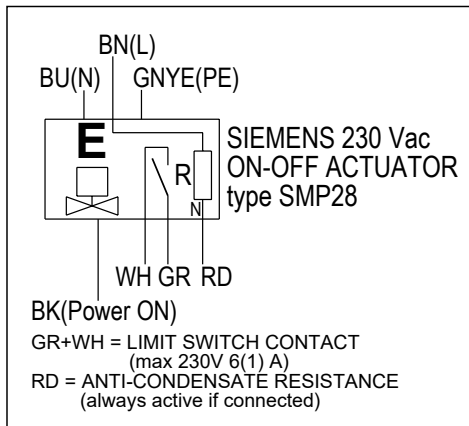 BN(L)
BU(N) GNYE(PE)
E
SIEMENS 230 Vac
ON-OFF ACTUATOR
type SMP28
R
N
WH GR RD
BK(Power ON)
GR+WH = LIMIT SWITCH CONTACT
(max 230V 6(1) A)
RD = ANTI-CONDENSATE RESISTANCE
(always active if connected)